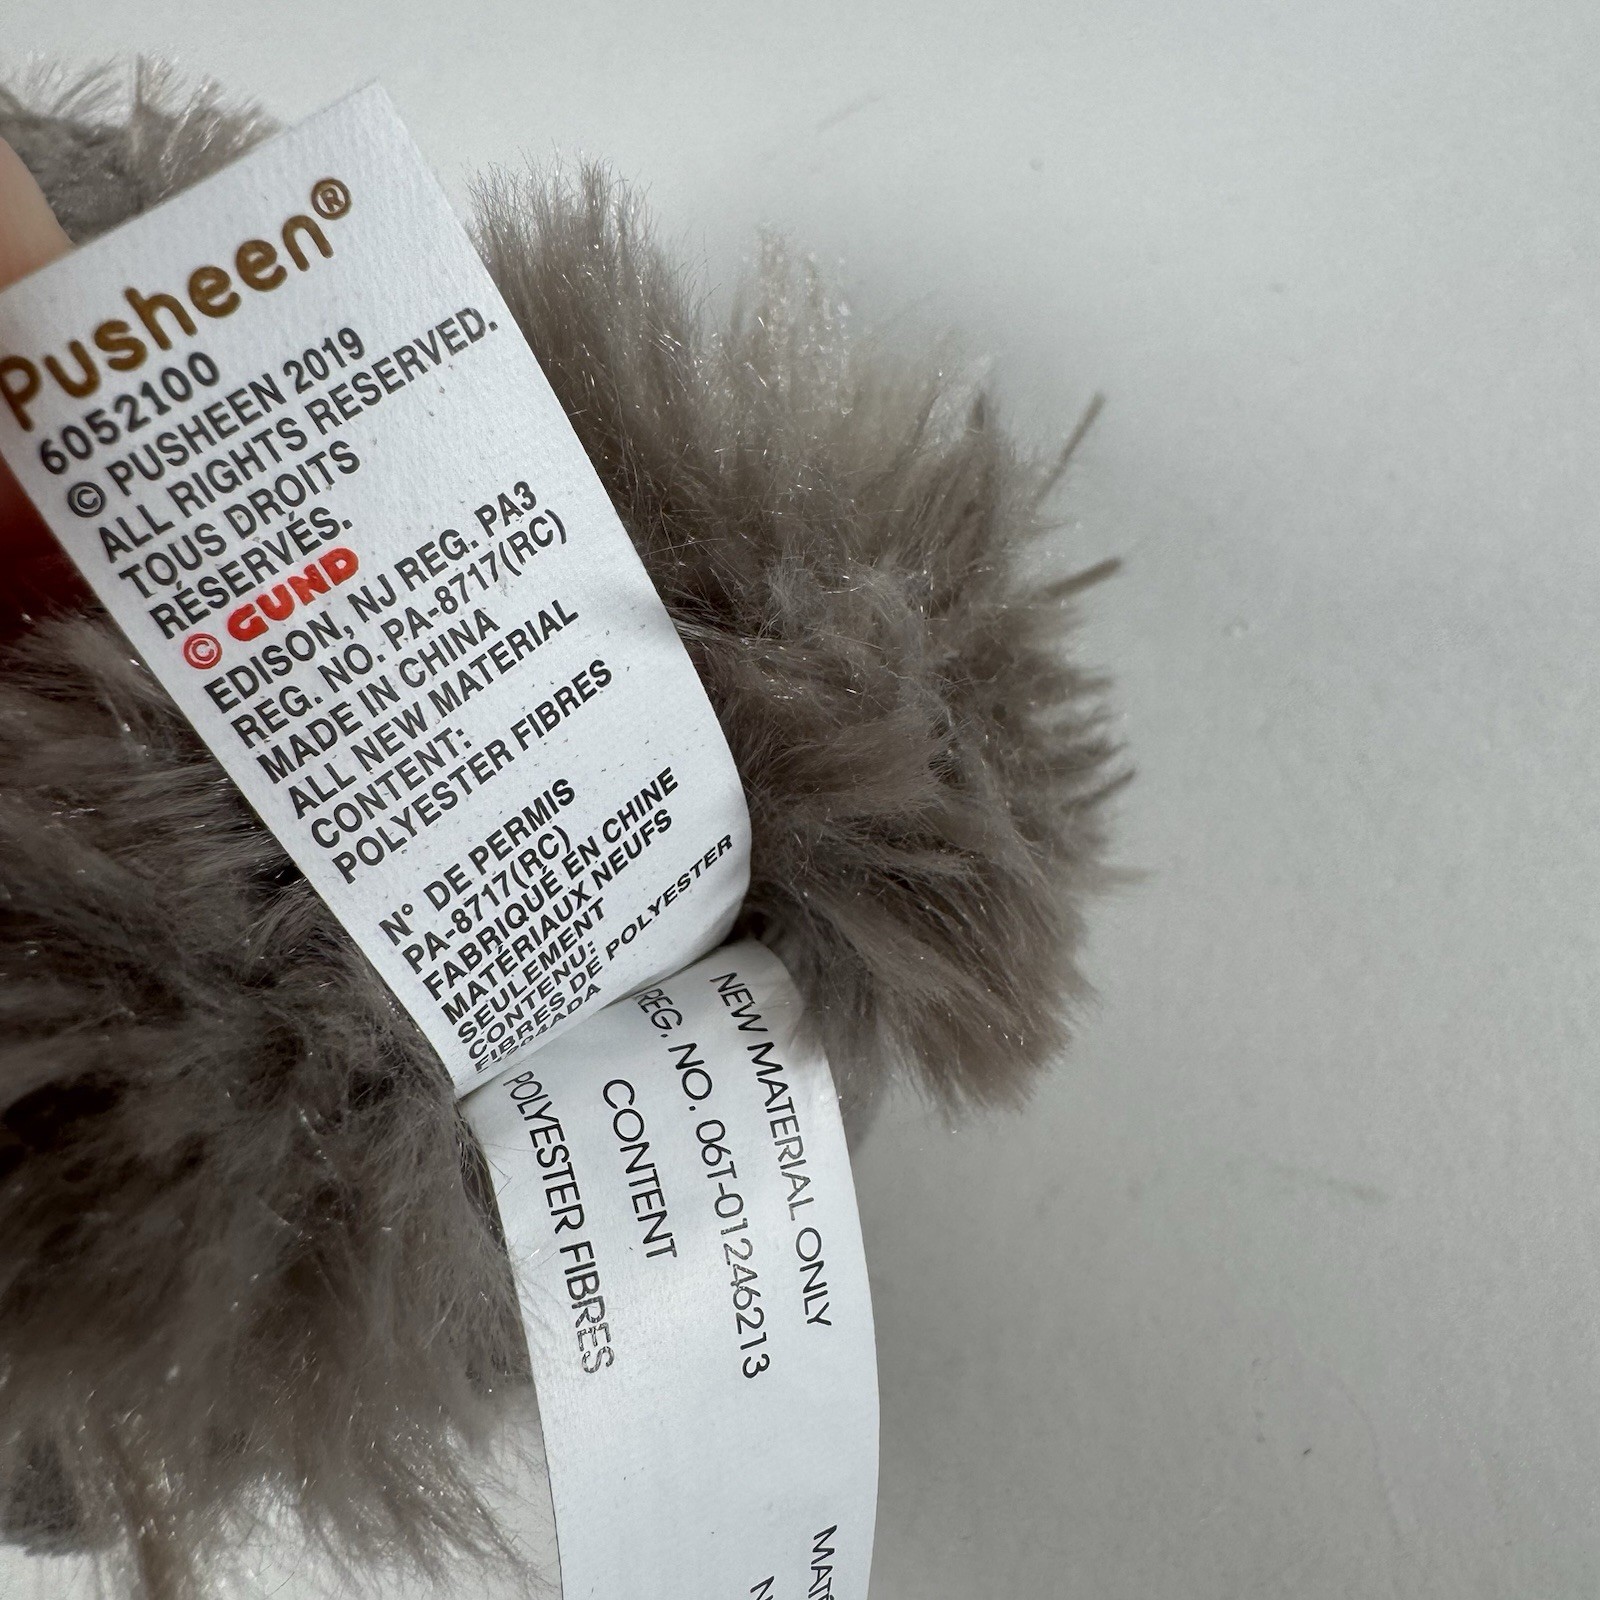 Pusheen®
6052100
© PUSHEEN 2019
ALL RIGHTS RESERVED.
TOUS DROITS
RÉSERVÉS.
© GUND
EDISON, NJ REG. PA3
REG. NO. PA-8717(RC)
MADE IN CHINA
ALL NEW MATERIAL
CONTENT:
POLYESTER FIBRES
N° DE PERMIS
PA-8717(RC)
FABRIQUÉ EN CHINE
MATÉRIAUX NEUFS
SEULEMENT
CONTENU:
FIBRES DE POLYESTER
NEW MATERIAL ONLY
REG. NO. 06T-01246213
CONTENT
POLYESTER FIBRES